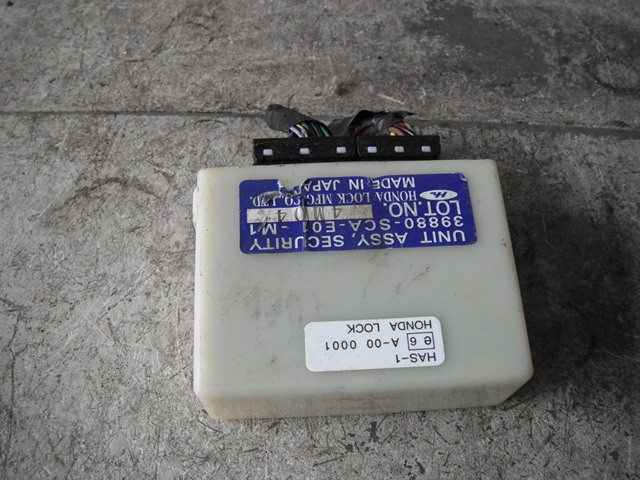 UNIT ASSY, SECURITY
39880-SCA-E01 -M1
LOT.NO.
HONDA LOCK MFG. CO. LTD.
MADE IN JAPAN
HAS-1
e 6 A-00 0001
HONDA LOCK